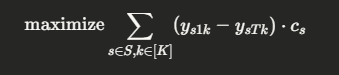 maximize ∑_{s∈S,k∈[K]} (y_{s1k} − y_{sTk}) · c_s